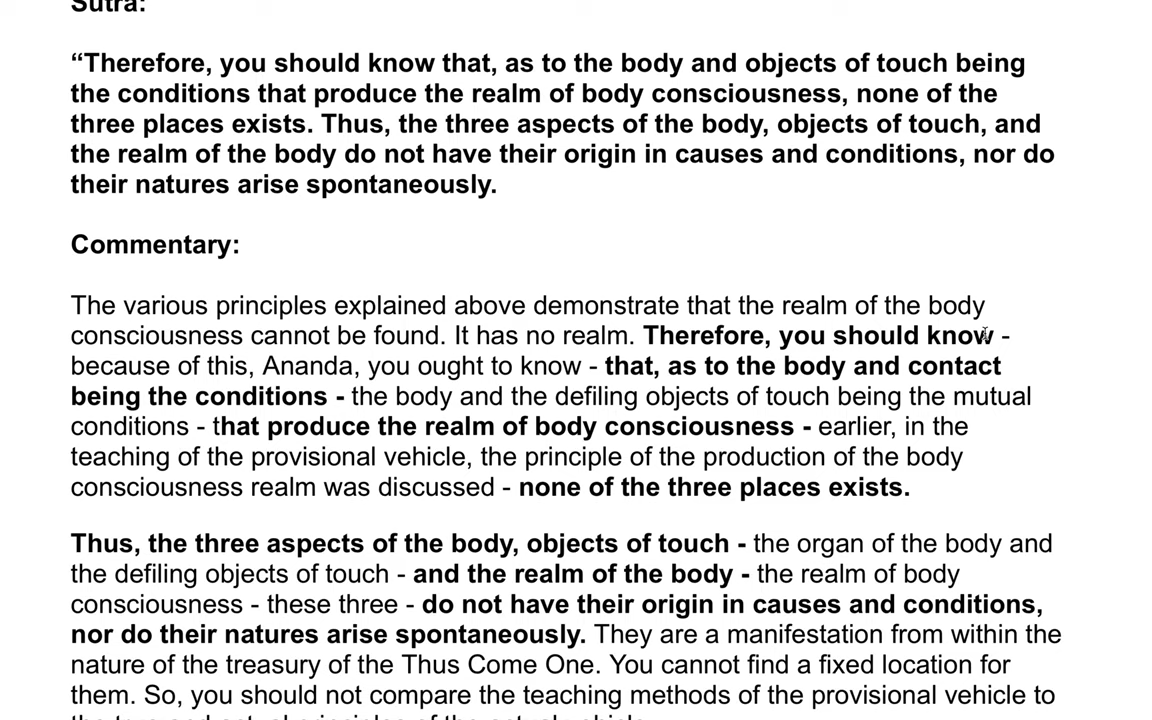 Sutra:
“Therefore, you should know that, as to the body and objects of touch being
the conditions that produce the realm of body consciousness, none of the
three places exists. Thus, the three aspects of the body, objects of touch, and
the realm of the body do not have their origin in causes and conditions, nor do
their natures arise spontaneously.
Commentary:
The various principles explained above demonstrate that the realm of the body
consciousness cannot be found. It has no realm. Therefore, you should know -
because of this, Ananda, you ought to know - that, as to the body and contact
being the conditions - the body and the defiling objects of touch being the mutual
conditions - that produce the realm of body consciousness - earlier, in the
teaching of the provisional vehicle, the principle of the production of the body
consciousness realm was discussed - none of the three places exists.
Thus, the three aspects of the body, objects of touch - the organ of the body and
the defiling objects of touch - and the realm of the body - the realm of body
consciousness - these three - do not have their origin in causes and conditions,
nor do their natures arise spontaneously. They are a manifestation from within the
nature of the treasury of the Thus Come One. You cannot find a fixed location for
them. So, you should not compare the teaching methods of the provisional vehicle to